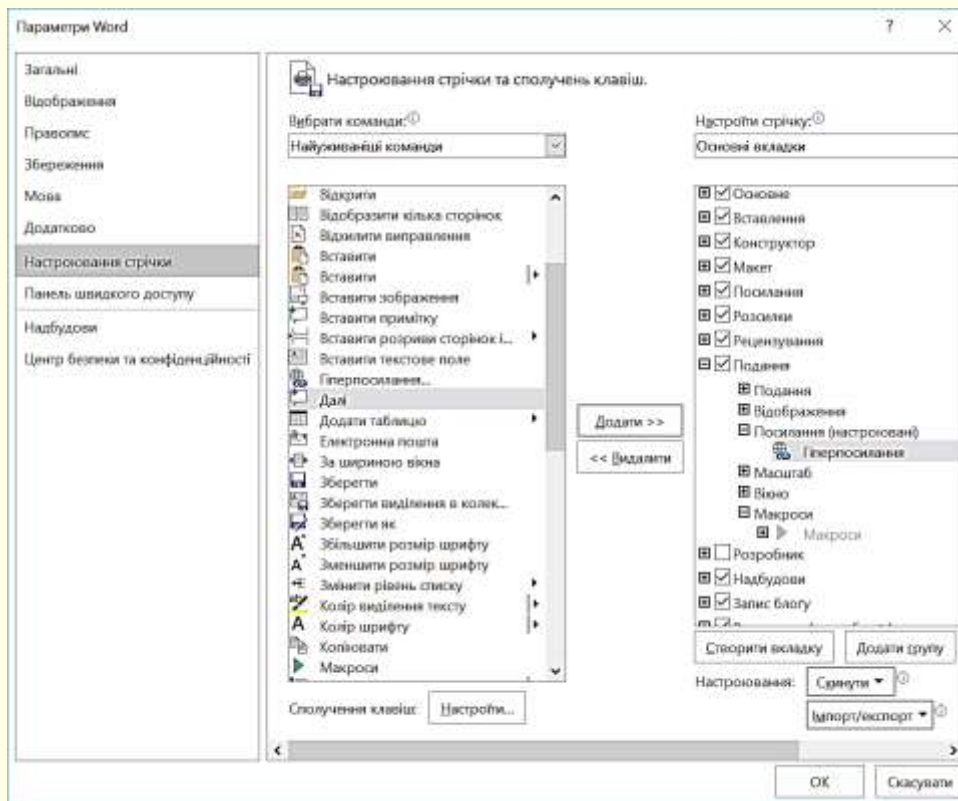 Параметри Word
Загальні
Відображення
Правопис
Збереження
Мова
Додатково
Настроювання стрічки
Панель швидкого доступу
Надбудови
Центр безпеки та конфіденційності
Настроювання стрічки та сполучень клавіш.
Вибрати команди:
Найуживаніші команди
Відкрити
Відобразити кілька сторінок
Відхилити виправлення
Вставити
Вставити
Вставити зображення
Вставити примітку
Вставити розриви сторінок і...
Вставити текстове поле
Гіперпосилання...
Далі
Додати таблицю
Електронна пошта
За шириною вікна
Зберегти
Зберегти виділення в колек...
Зберегти як
Збільшити розмір шрифту
Зменшити розмір шрифту
Змінити рівень списку
Колір виділення тексту
Колір шрифту
Копіювати
Макроси
Сполучення клавіш:
Настроїти...
Додати >>
<< Видалити
Настроїти стрічку:
Основні вкладки
Основне
Вставлення
Конструктор
Макет
Посилання
Розсилки
Рецензування
Подання
Подання
Відображення
Посилання (настроювані)
Гіперпосилання
Масштаб
Вікно
Макроси
Макроси
Розробник
Надбудови
Запис блогу
Створити вкладку
Додати групу
Настроювання:
Скинути
Імпорт/експорт
ОК
Скасувати